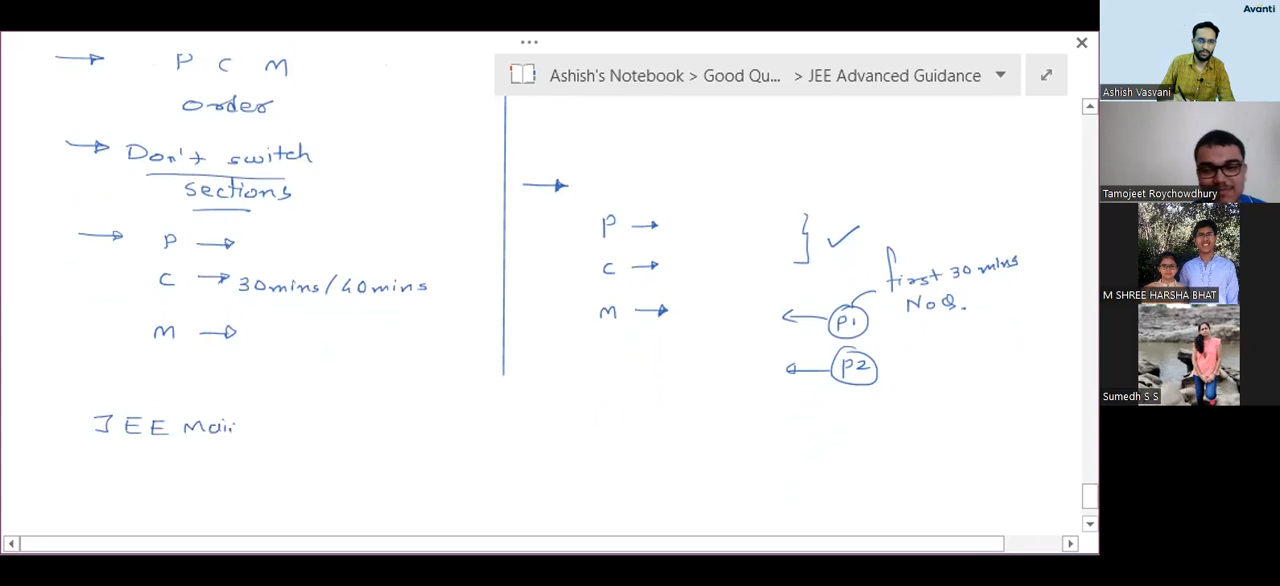 → P C M
order
→ Don't switch
sections
→ P →
C → 30mins/40mins
M →
JEE Mai
Ashish's Notebook > Good Qu... > JEE Advanced Guidance
→
P →
C →
M →
first 30 mins
No Q.
P1
P2
Avanti
Ashish Vasvani
Tamojeet Roychowdhury
M SHREE HARSHA BHAT
Sumedh S S